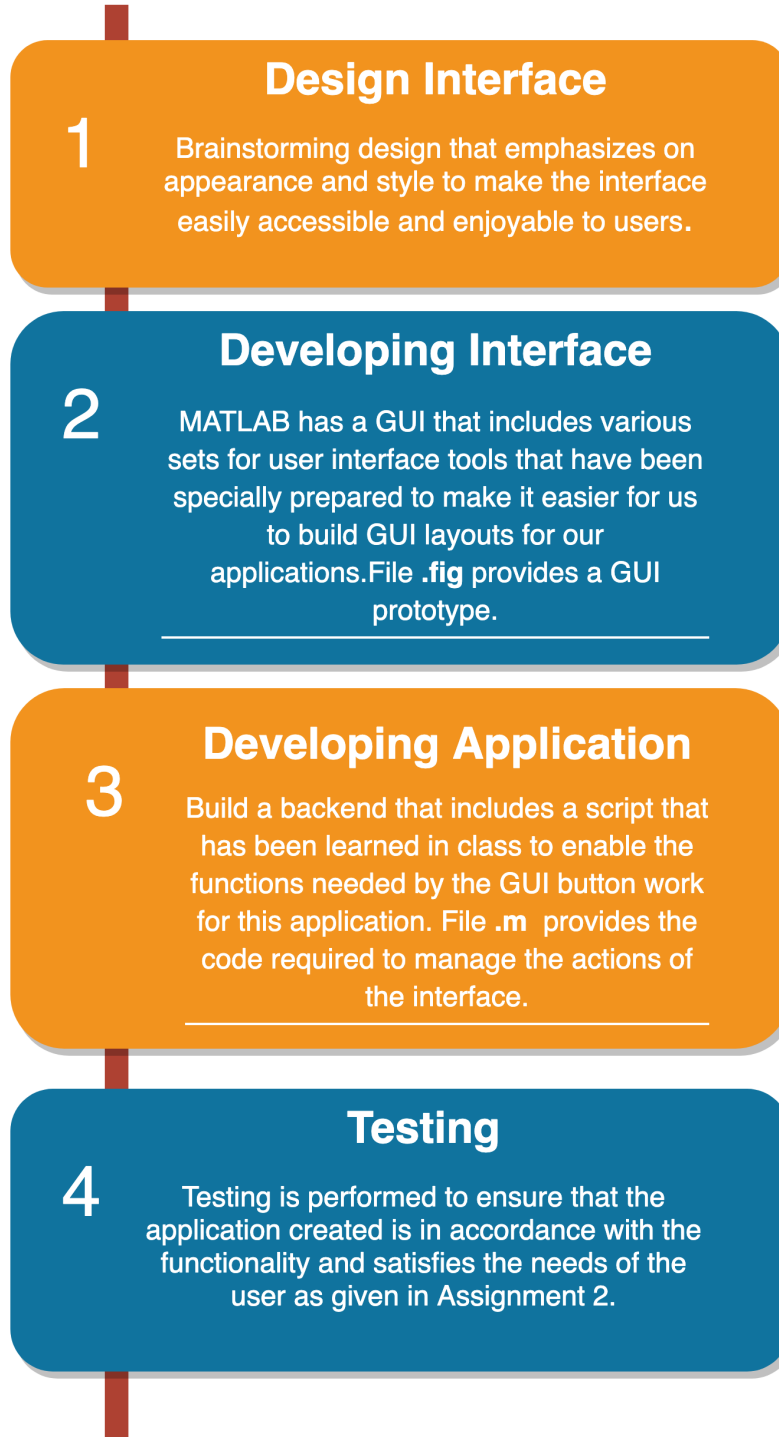 Design Interface
1
Brainstorming design that emphasizes on
appearance and style to make the interface
easily accessible and enjoyable to users.
Developing Interface
2
MATLAB has a GUI that includes various
sets for user interface tools that have been
specially prepared to make it easier for us
to build GUI layouts for our
applications.File .fig provides a GUI
prototype.
Developing Application
3
Build a backend that includes a script that
has been learned in class to enable the
functions needed by the GUI button work
for this application. File .m  provides the
code required to manage the actions of
the interface.
Testing
4
Testing is performed to ensure that the
application created is in accordance with the
functionality and satisfies the needs of the
user as given in Assignment 2.